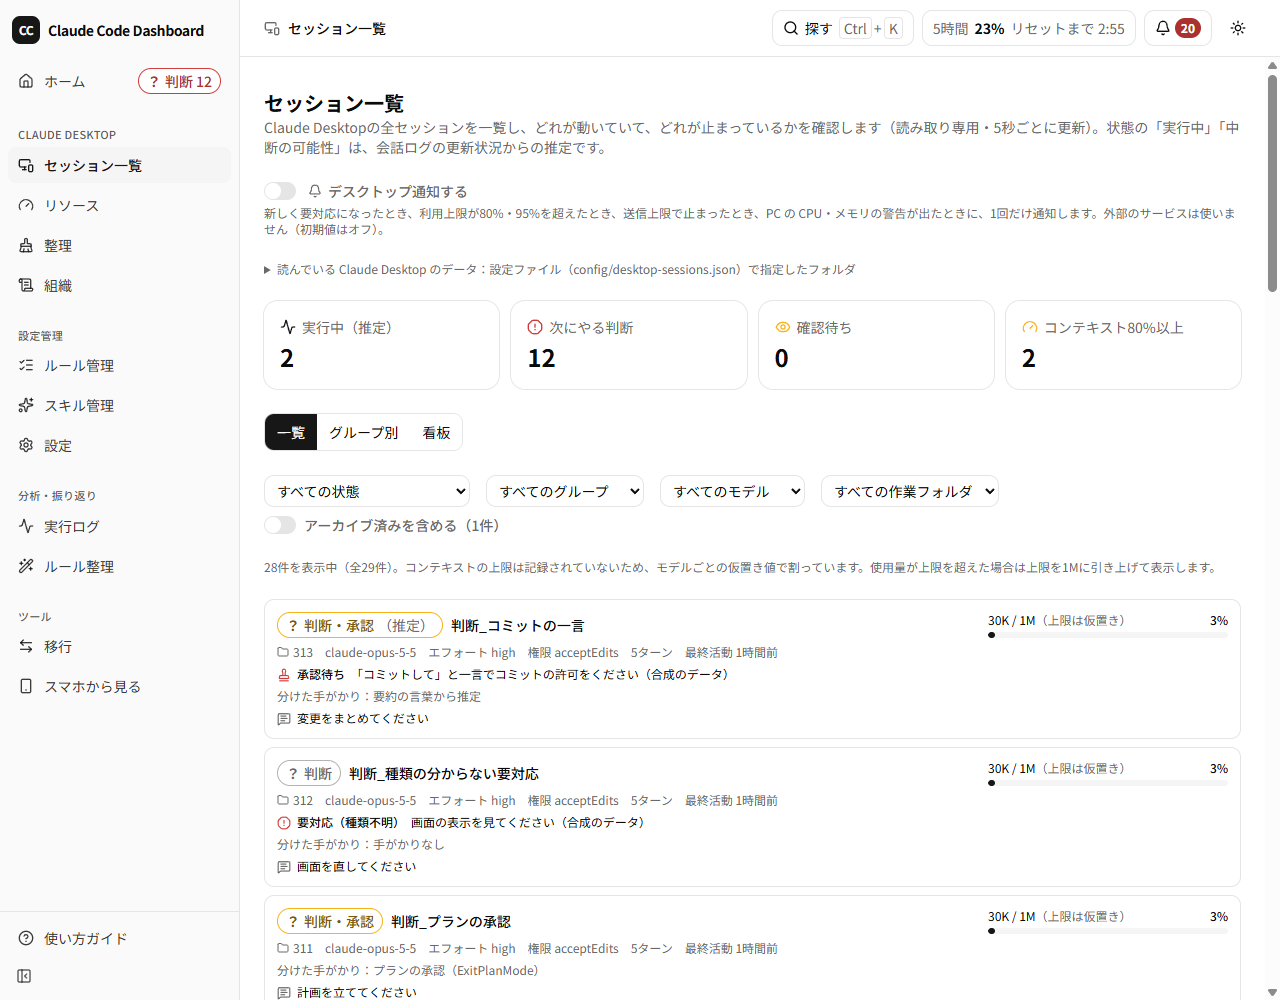 CC Claude Code Dashboard
ホーム ? 判断 12
CLAUDE DESKTOP
セッション一覧
リソース
整理
組織
設定管理
ルール管理
スキル管理
設定
分析・振り返り
実行ログ
ルール整理
ツール
移行
スマホから見る
使い方ガイド
セッション一覧
探す Ctrl + K
5時間 23% リセットまで 2:55
20
セッション一覧
Claude Desktopの全セッションを一覧し、どれが動いていて、どれが止まっているかを確認します（読み取り専用・5秒ごとに更新）。状態の「実行中」「中
断の可能性」は、会話ログの更新状況からの推定です。
デスクトップ通知する
新しく要対応になったとき、利用上限が80%・95%を超えたとき、送信上限で止まったとき、PC の CPU・メモリの警告が出たときに、1回だけ通知します。外部のサービスは使いま
せん（初期値はオフ）。
▶ 読んでいる Claude Desktop のデータ：設定ファイル（config/desktop-sessions.json）で指定したフォルダ
実行中（推定）
2
次にやる判断
12
確認待ち
0
コンテキスト80%以上
2
一覧 グループ別 看板
すべての状態 すべてのグループ すべてのモデル すべての作業フォルダ
アーカイブ済みを含める（1件）
28件を表示中（全29件）。コンテキストの上限は記録されていないため、モデルごとの仮置き値で割っています。使用量が上限を超えた場合は上限を1Mに引き上げて表示します。
? 判断・承認 （推定） 判断_コミットの一言
30K / 1M（上限は仮置き） 3%
313 claude-opus-5-5 エフォート high 権限 acceptEdits 5ターン 最終活動 1時間前
承認待ち 「コミットして」と一言でコミットの許可をください（合成のデータ）
分けた手がかり：要約の言葉から推定
変更をまとめてください
? 判断 判断_種類の分からない要対応
30K / 1M（上限は仮置き） 3%
312 claude-opus-5-5 エフォート high 権限 acceptEdits 5ターン 最終活動 1時間前
要対応（種類不明） 画面の表示を見てください（合成のデータ）
分けた手がかり：手がかりなし
画面を直してください
? 判断・承認 判断_プランの承認
30K / 1M（上限は仮置き） 3%
311 claude-opus-5-5 エフォート high 権限 acceptEdits 5ターン 最終活動 1時間前
分けた手がかり：プランの承認（ExitPlanMode）
計画を立ててください